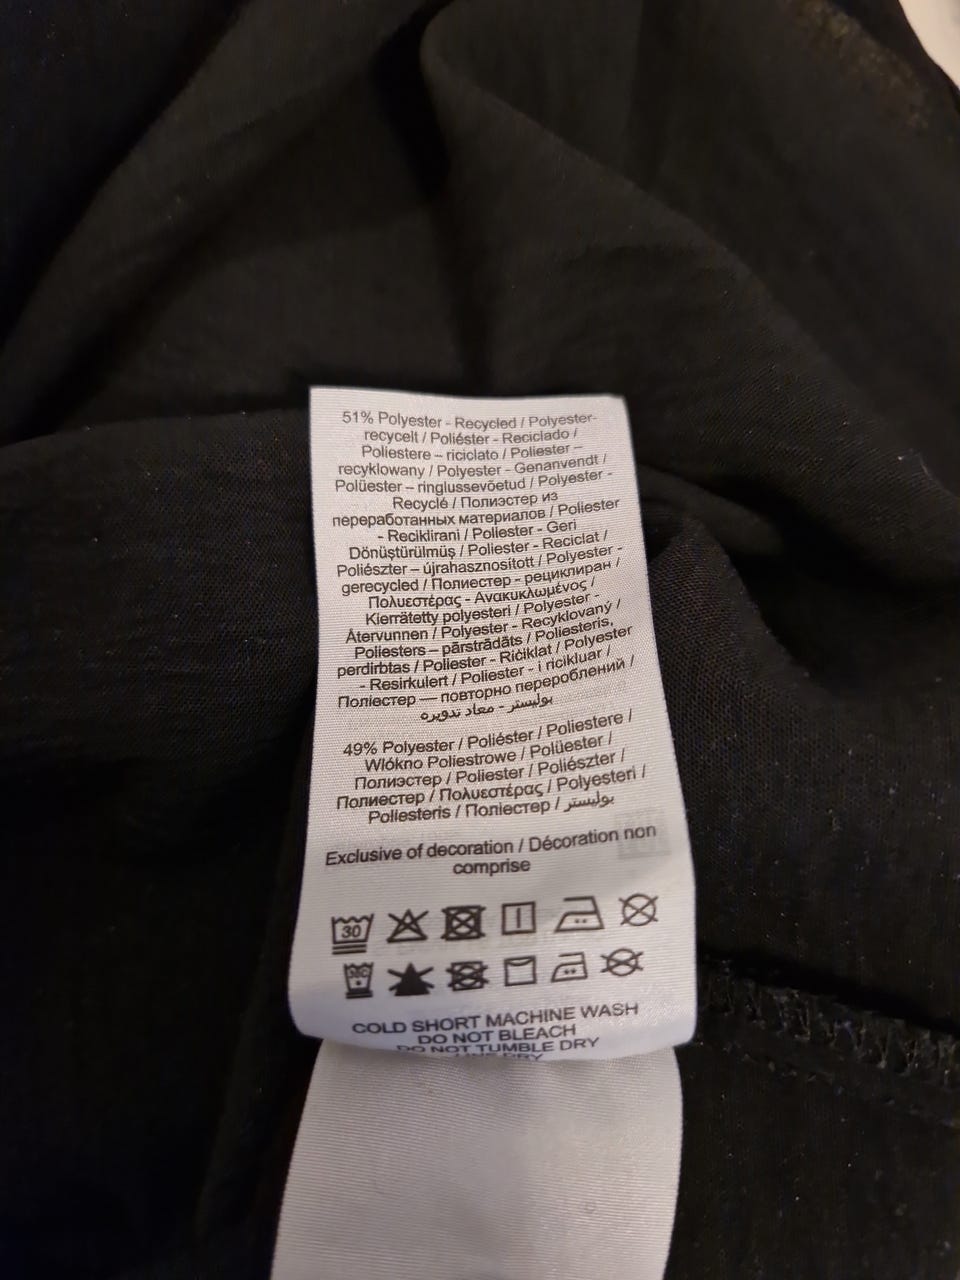 51% Polyester - Recycled / Polyester-
recycelt / Poliéster - Reciclado /
Poliestere – riciclato / Poliester –
recyklowany / Polyester - Genanvendt /
Polüester – ringlussevõetud / Polyester -
Recyclé / Полиэстер из
переработанных материалов / Poliester
- Reciklirani / Poliester - Geri
Dönüştürülmüş / Poliester - Reciclat /
Poliészter – újrahasznosított / Polyester -
gerecycled / Полиестер - рециклиран /
Πολυεστέρας - Ανακυκλωμένος /
Kierrätetty polyesteri / Polyester -
Återvunnen / Polyester - Recyklovaný /
Poliesters – pārstrādāts / Poliesteris,
perdirbtas / Poliester - Riċiklat / Polyester
- Resirkulert / Poliester - i ricikluar /
Поліестер — повторно перероблений /
بوليستر - معاد تدويره
49% Polyester / Poliéster / Poliestere /
Wlókno Poliestrowe / Polüester /
Полиэстер / Poliester / Poliészter /
Полиестер / Πολυεστέρας / Polyesteri /
Poliesteris / Поліестер / بوليستر
Exclusive of decoration / Décoration non
comprise
30
COLD SHORT MACHINE WASH
DO NOT BLEACH
DO NOT TUMBLE DRY
LINE DRY